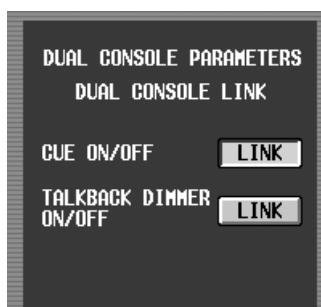 DUAL CONSOLE PARAMETERS
DUAL CONSOLE LINK
CUE ON/OFF LINK
TALKBACK DIMMER
ON/OFF LINK